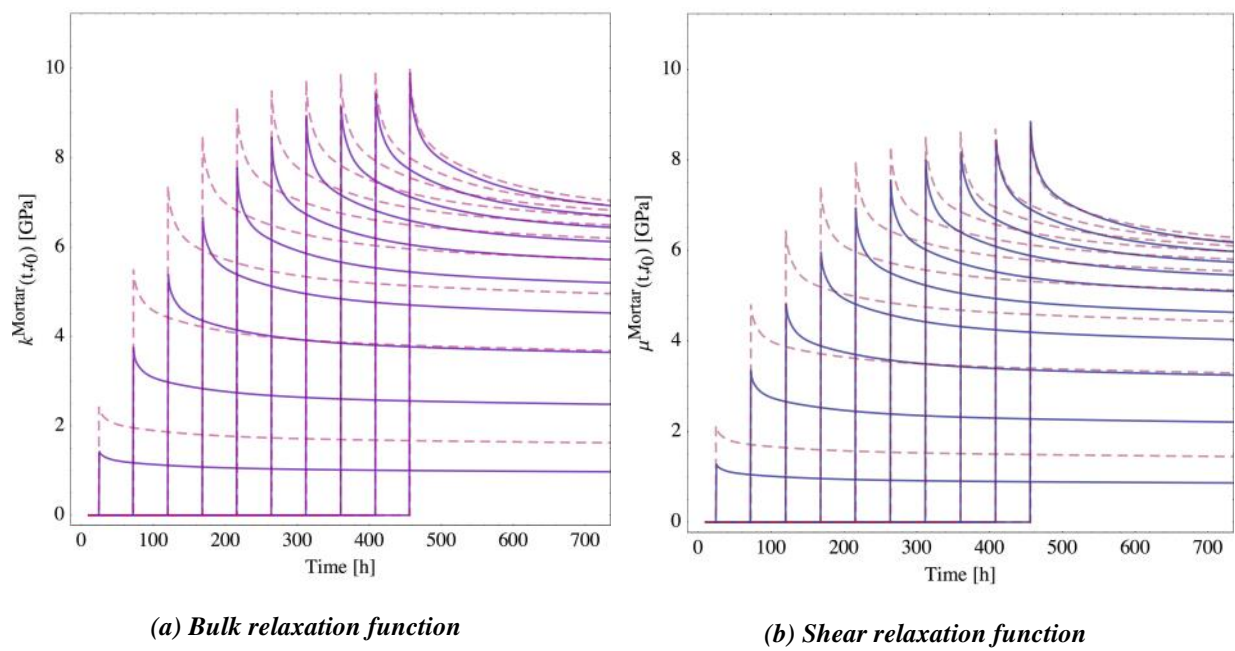 10
8
6
4
2
0
k^Mortar(t,t₀) [GPa]
0 100 200 300 400 500 600 700
Time [h]
(a) Bulk relaxation function
10
8
6
4
2
0
μ^Mortar(t,t₀) [GPa]
0 100 200 300 400 500 600 700
Time [h]
(b) Shear relaxation function